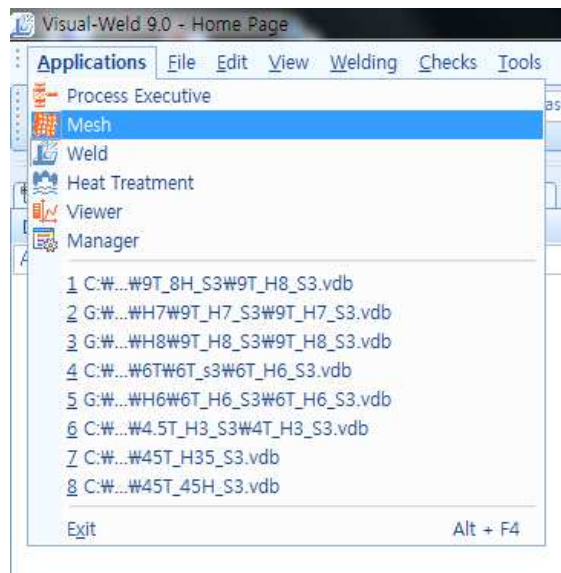 Visual-Weld 9.0 - Home Page
Applications File Edit View Welding Checks Tools
Process Executive
Mesh
Weld
Heat Treatment
Viewer
Manager
1 C:₩...₩9T_8H_S3₩9T_H8_S3.vdb
2 G:₩...₩H7₩9T_H7_S3₩9T_H7_S3.vdb
3 G:₩...₩H8₩9T_H8_S3₩9T_H8_S3.vdb
4 C:₩...₩6T₩6T_s3₩6T_H6_S3.vdb
5 G:₩...₩H6₩6T_H6_S3₩6T_H6_S3.vdb
6 C:₩...₩4.5T_H3_S3₩4T_H3_S3.vdb
7 C:₩...₩45T_H35_S3.vdb
8 C:₩...₩45T_45H_S3.vdb
Exit Alt + F4